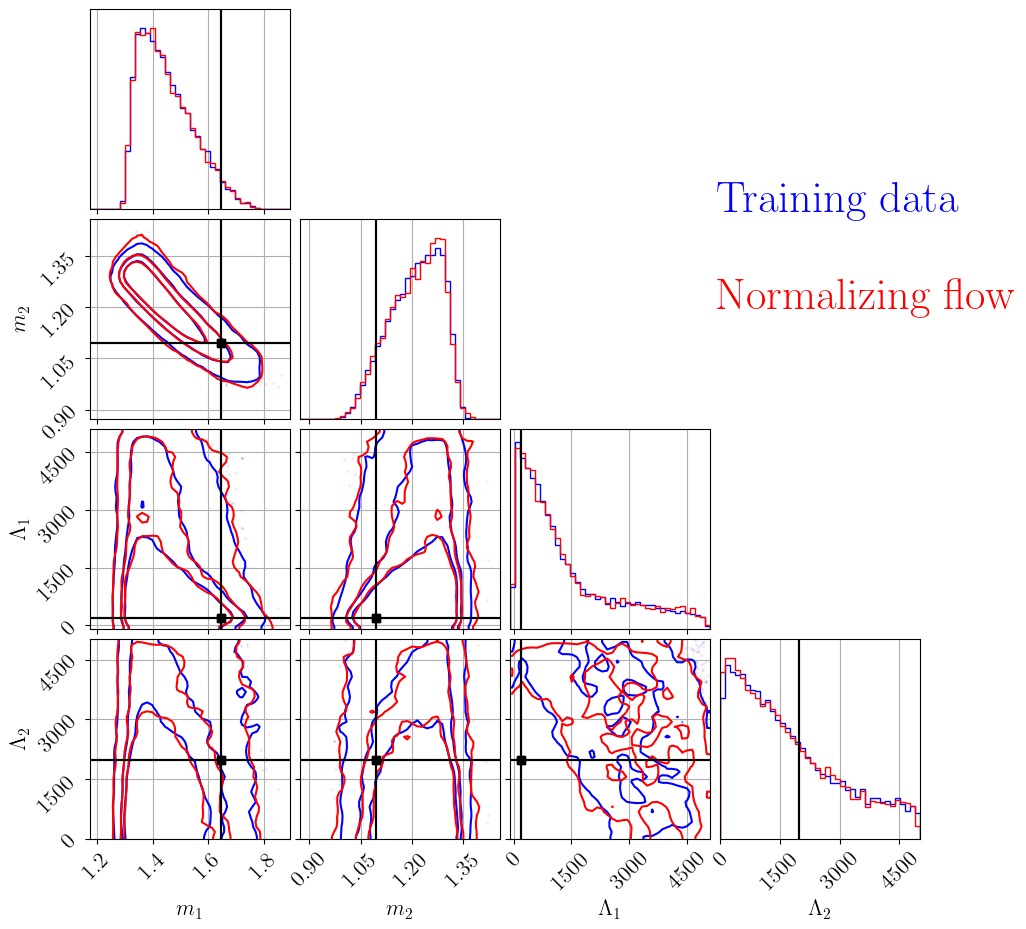 Training data
Normalizing flow
m₂
1.35
1.20
1.05
0.90
Λ₁
4500
3000
1500
0
Λ₂
4500
3000
1500
0
1.2 1.4 1.6 1.8 0.90 1.05 1.20 1.35 0 1500 3000 4500 0 1500 3000 4500
m₁ m₂ Λ₁ Λ₂